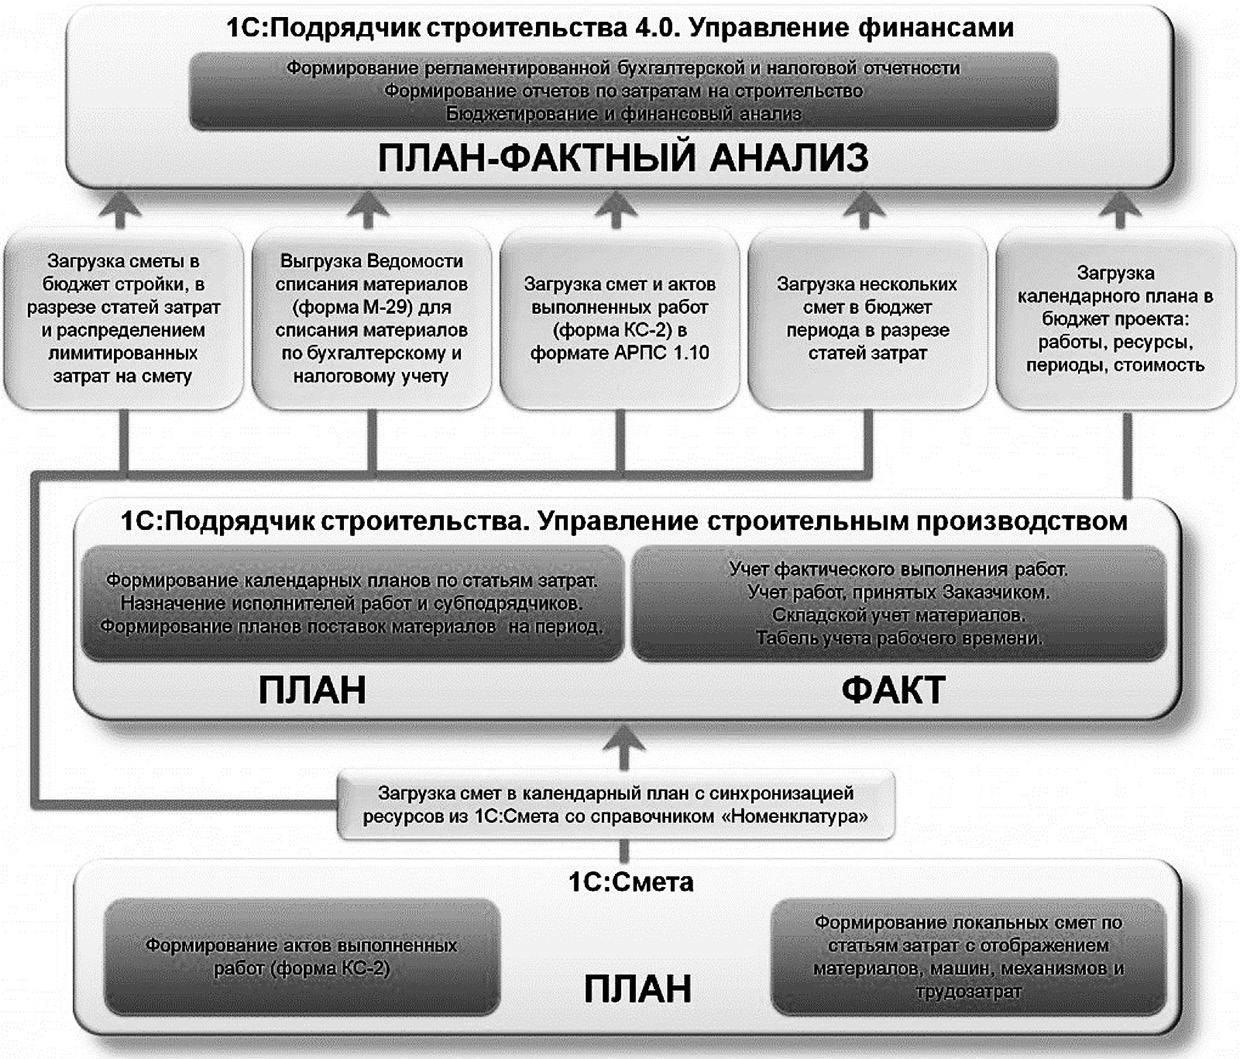 1С:Подрядчик строительства 4.0. Управление финансами
Формирование регламентированной бухгалтерской и налоговой отчетности
Формирование отчетов по затратам на строительство
Бюджетирование и финансовый анализ
ПЛАН-ФАКТНЫЙ АНАЛИЗ
Загрузка сметы в
бюджет стройки, в
разрезе статей затрат
и распределением
лимитированных
затрат на смету
Выгрузка Ведомости
списания материалов
(форма М-29) для
списания материалов
по бухгалтерскому и
налоговому учету
Загрузка смет и актов
выполненных работ
(форма КС-2) в
формате АРПС 1.10
Загрузка нескольких
смет в бюджет
периода в разрезе
статей затрат
Загрузка
календарного плана в
бюджет проекта:
работы, ресурсы,
периоды, стоимость
1С:Подрядчик строительства. Управление строительным производством
Формирование календарных планов по статьям затрат.
Назначение исполнителей работ и субподрядчиков.
Формирование планов поставок материалов на период.
ПЛАН
Учет фактического выполнения работ.
Учет работ, принятых Заказчиком.
Складской учет материалов.
Табель учета рабочего времени.
ФАКТ
Загрузка смет в календарный план с синхронизацией
ресурсов из 1С:Смета со справочником «Номенклатура»
1С:Смета
Формирование актов выполненных
работ (форма КС-2)
ПЛАН
Формирование локальных смет по
статьям затрат с отображением
материалов, машин, механизмов и
трудозатрат